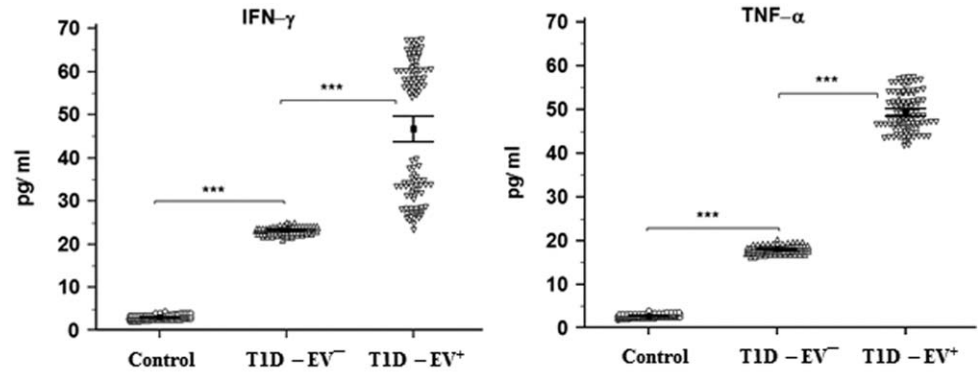 IFN–γ
70
60
50
40
30
20
10
0
pg/ml
***
***
Control
T1D – EV⁻
T1D – EV⁺
TNF–α
70
60
50
40
30
20
10
0
pg/ml
***
***
Control
T1D – EV⁻
T1D – EV⁺